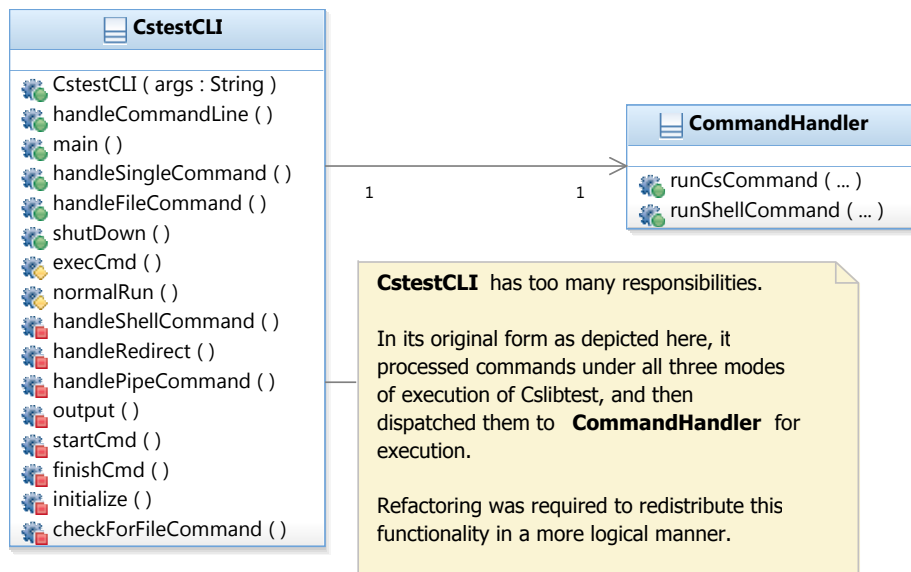 CstestCLI
CstestCLI ( args : String )
handleCommandLine ( )
main ( )
handleSingleCommand ( )
handleFileCommand ( )
shutDown ( )
execCmd ( )
normalRun ( )
handleShellCommand ( )
handleRedirect ( )
handlePipeCommand ( )
output ( )
startCmd ( )
finishCmd ( )
initialize ( )
checkForFileCommand ( )
1
1
CommandHandler
runCsCommand ( ... )
runShellCommand ( ... )
CstestCLI has too many responsibilities.
In its original form as depicted here, it
processed commands under all three modes
of execution of Cslibtest, and then
dispatched them to CommandHandler for
execution.
Refactoring was required to redistribute this
functionality in a more logical manner.